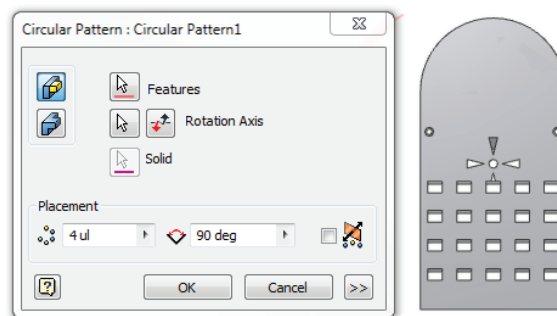 Circular Pattern : Circular Pattern1
Features
Rotation Axis
Solid
Placement
4 ul 90 deg
? OK Cancel >>